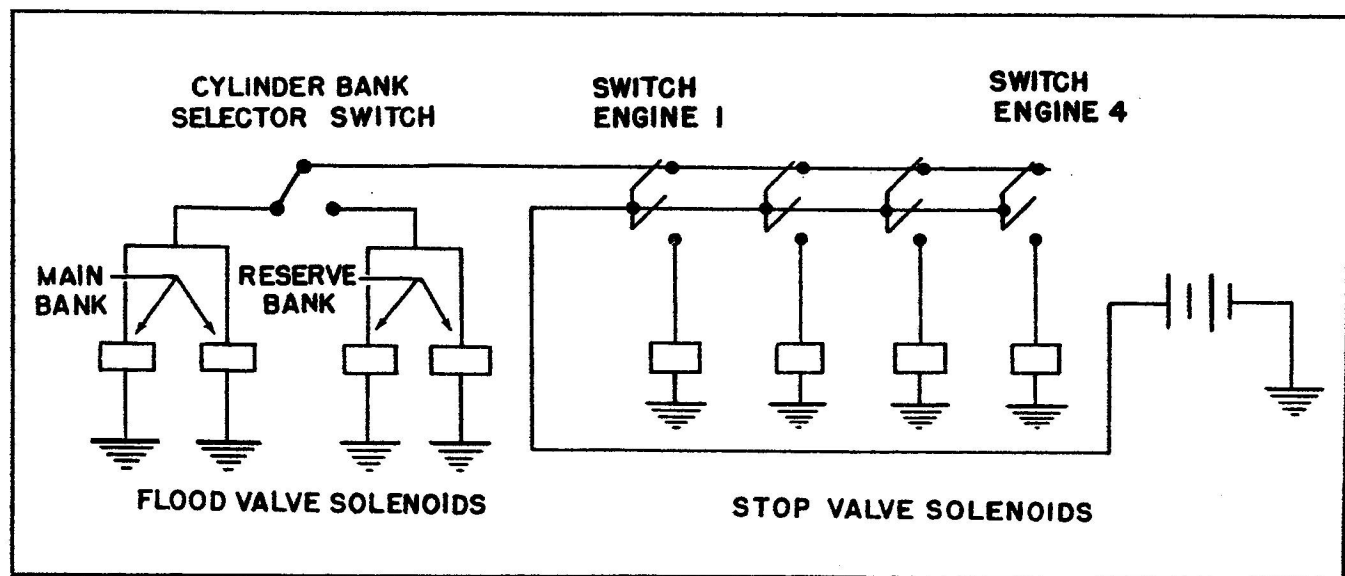 CYLINDER BANK
SELECTOR SWITCH
SWITCH
ENGINE 1
SWITCH
ENGINE 4
MAIN
BANK
RESERVE
BANK
FLOOD VALVE SOLENOIDS
STOP VALVE SOLENOIDS